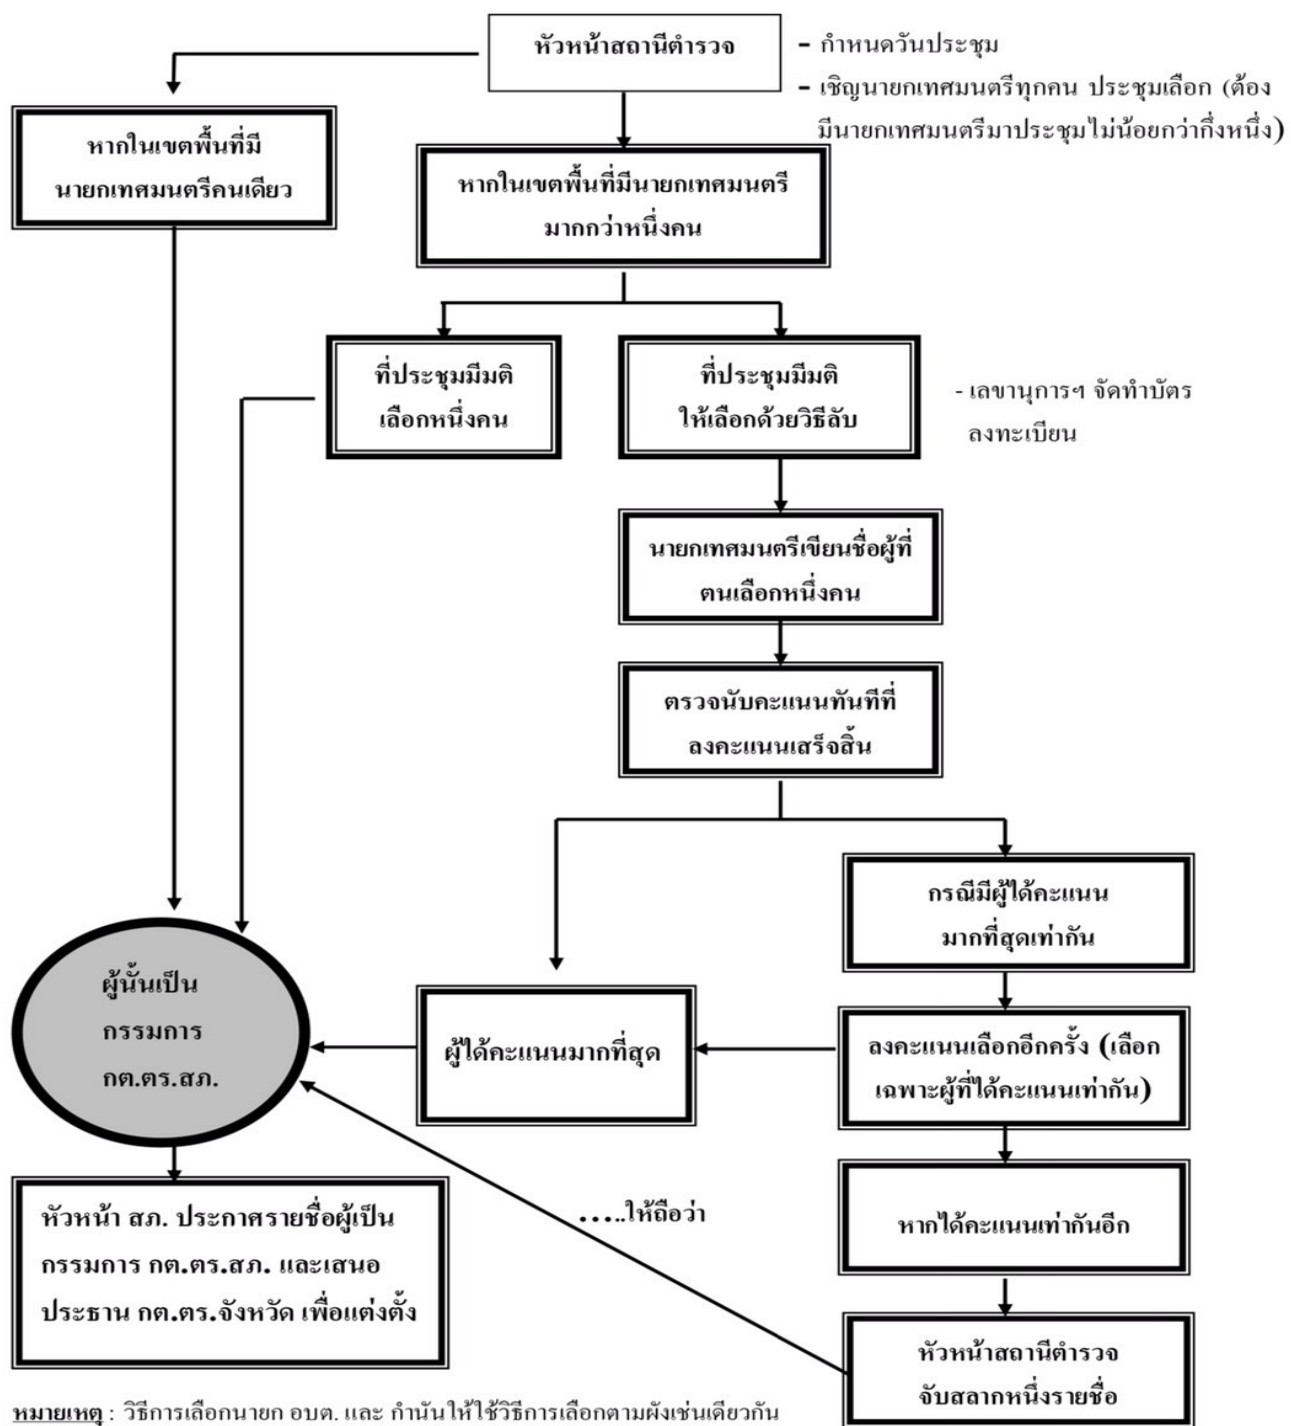 หัวหน้าสถานีตำรวจ
- กำหนดวันประชุม
- เชิญนายกเทศมนตรีทุกคน ประชุมเลือก (ต้อง
มีนายกเทศมนตรีมาประชุมไม่น้อยกว่ากึ่งหนึ่ง)
หากในเขตพื้นที่มี
นายกเทศมนตรีคนเดียว
หากในเขตพื้นที่มีนายกเทศมนตรี
มากกว่าหนึ่งคน
ที่ประชุมมีมติ
เลือกหนึ่งคน
ที่ประชุมมีมติ
ให้เลือกด้วยวิธีลับ
- เลขานุการฯ จัดทำบัตร
ลงทะเบียน
นายกเทศมนตรีเขียนชื่อผู้ที่
ตนเลือกหนึ่งคน
ตรวจนับคะแนนทันทีที่
ลงคะแนนเสร็จสิ้น
กรณีมีผู้ได้คะแนน
มากที่สุดเท่ากัน
ผู้นั้นเป็น
กรรมการ
กต.ตร.สภ.
ผู้ได้คะแนนมากที่สุด
ลงคะแนนเลือกอีกครั้ง (เลือก
เฉพาะผู้ที่ได้คะแนนเท่ากัน)
หัวหน้า สภ. ประกาศรายชื่อผู้เป็น
กรรมการ กต.ตร.สภ. และเสนอ
ประธาน กต.ตร.จังหวัด เพื่อแต่งตั้ง
.....ให้ถือว่า
หากได้คะแนนเท่ากันอีก
หัวหน้าสถานีตำรวจ
จับสลากหนึ่งรายชื่อ
หมายเหตุ : วิธีการเลือกนายก อบต. และ กำนัน ให้ใช้วิธีการเลือกตามผังเช่นเดียวกัน